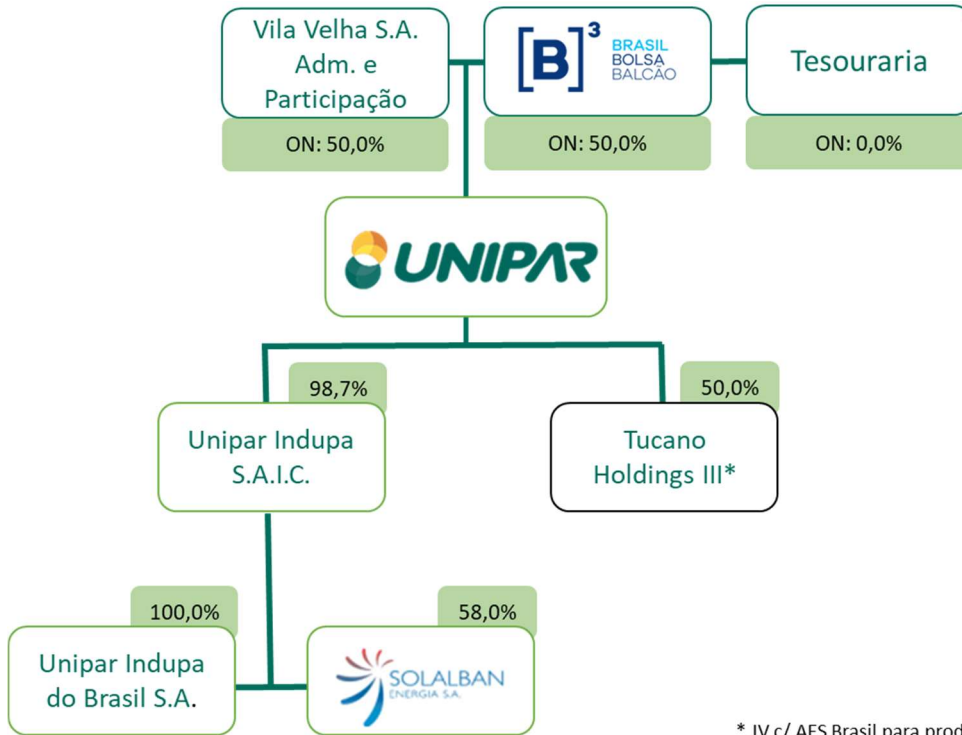 Vila Velha S.A.
Adm. e
Participação
ON: 50,0%
[B]³
BRASIL
BOLSA
BALCÃO
ON: 50,0%
Tesouraria
ON: 0,0%
UNIPAR
98,7%
Unipar Indupa
S.A.I.C.
50,0%
Tucano
Holdings III*
100,0%
Unipar Indupa
do Brasil S.A.
58,0%
SOLALBAN
ENERGIA S.A.
* JV c/ AES Brasil para prod